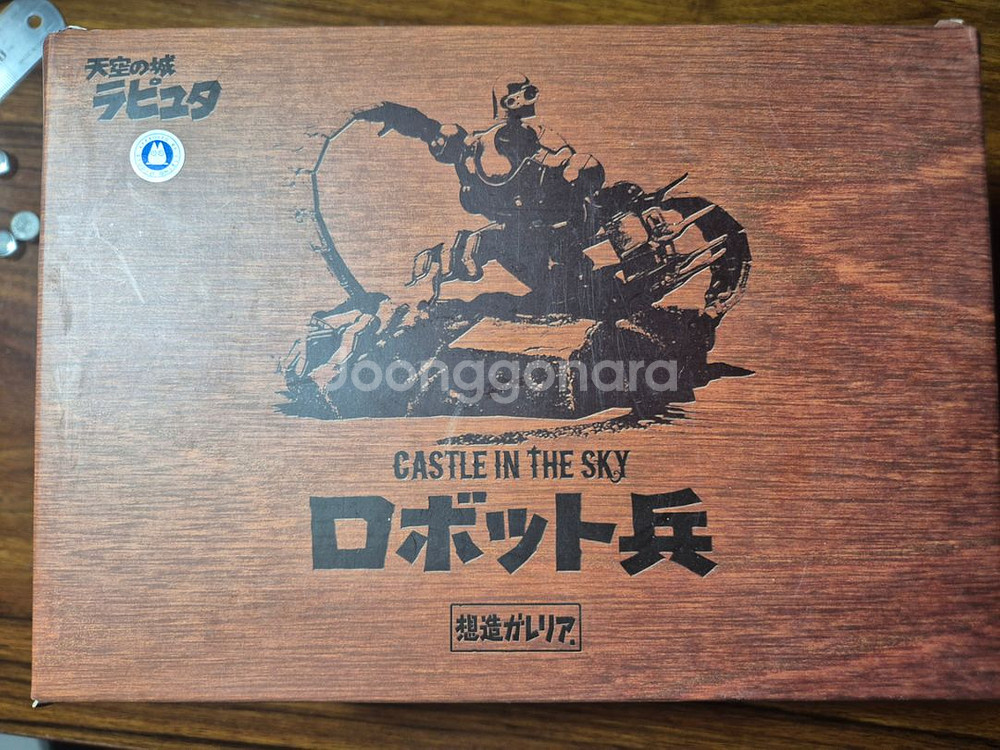 天空の城
ラピュタ
Joonggonara
CASTLE IN THE SKY
ロボット兵
想造ガレリア